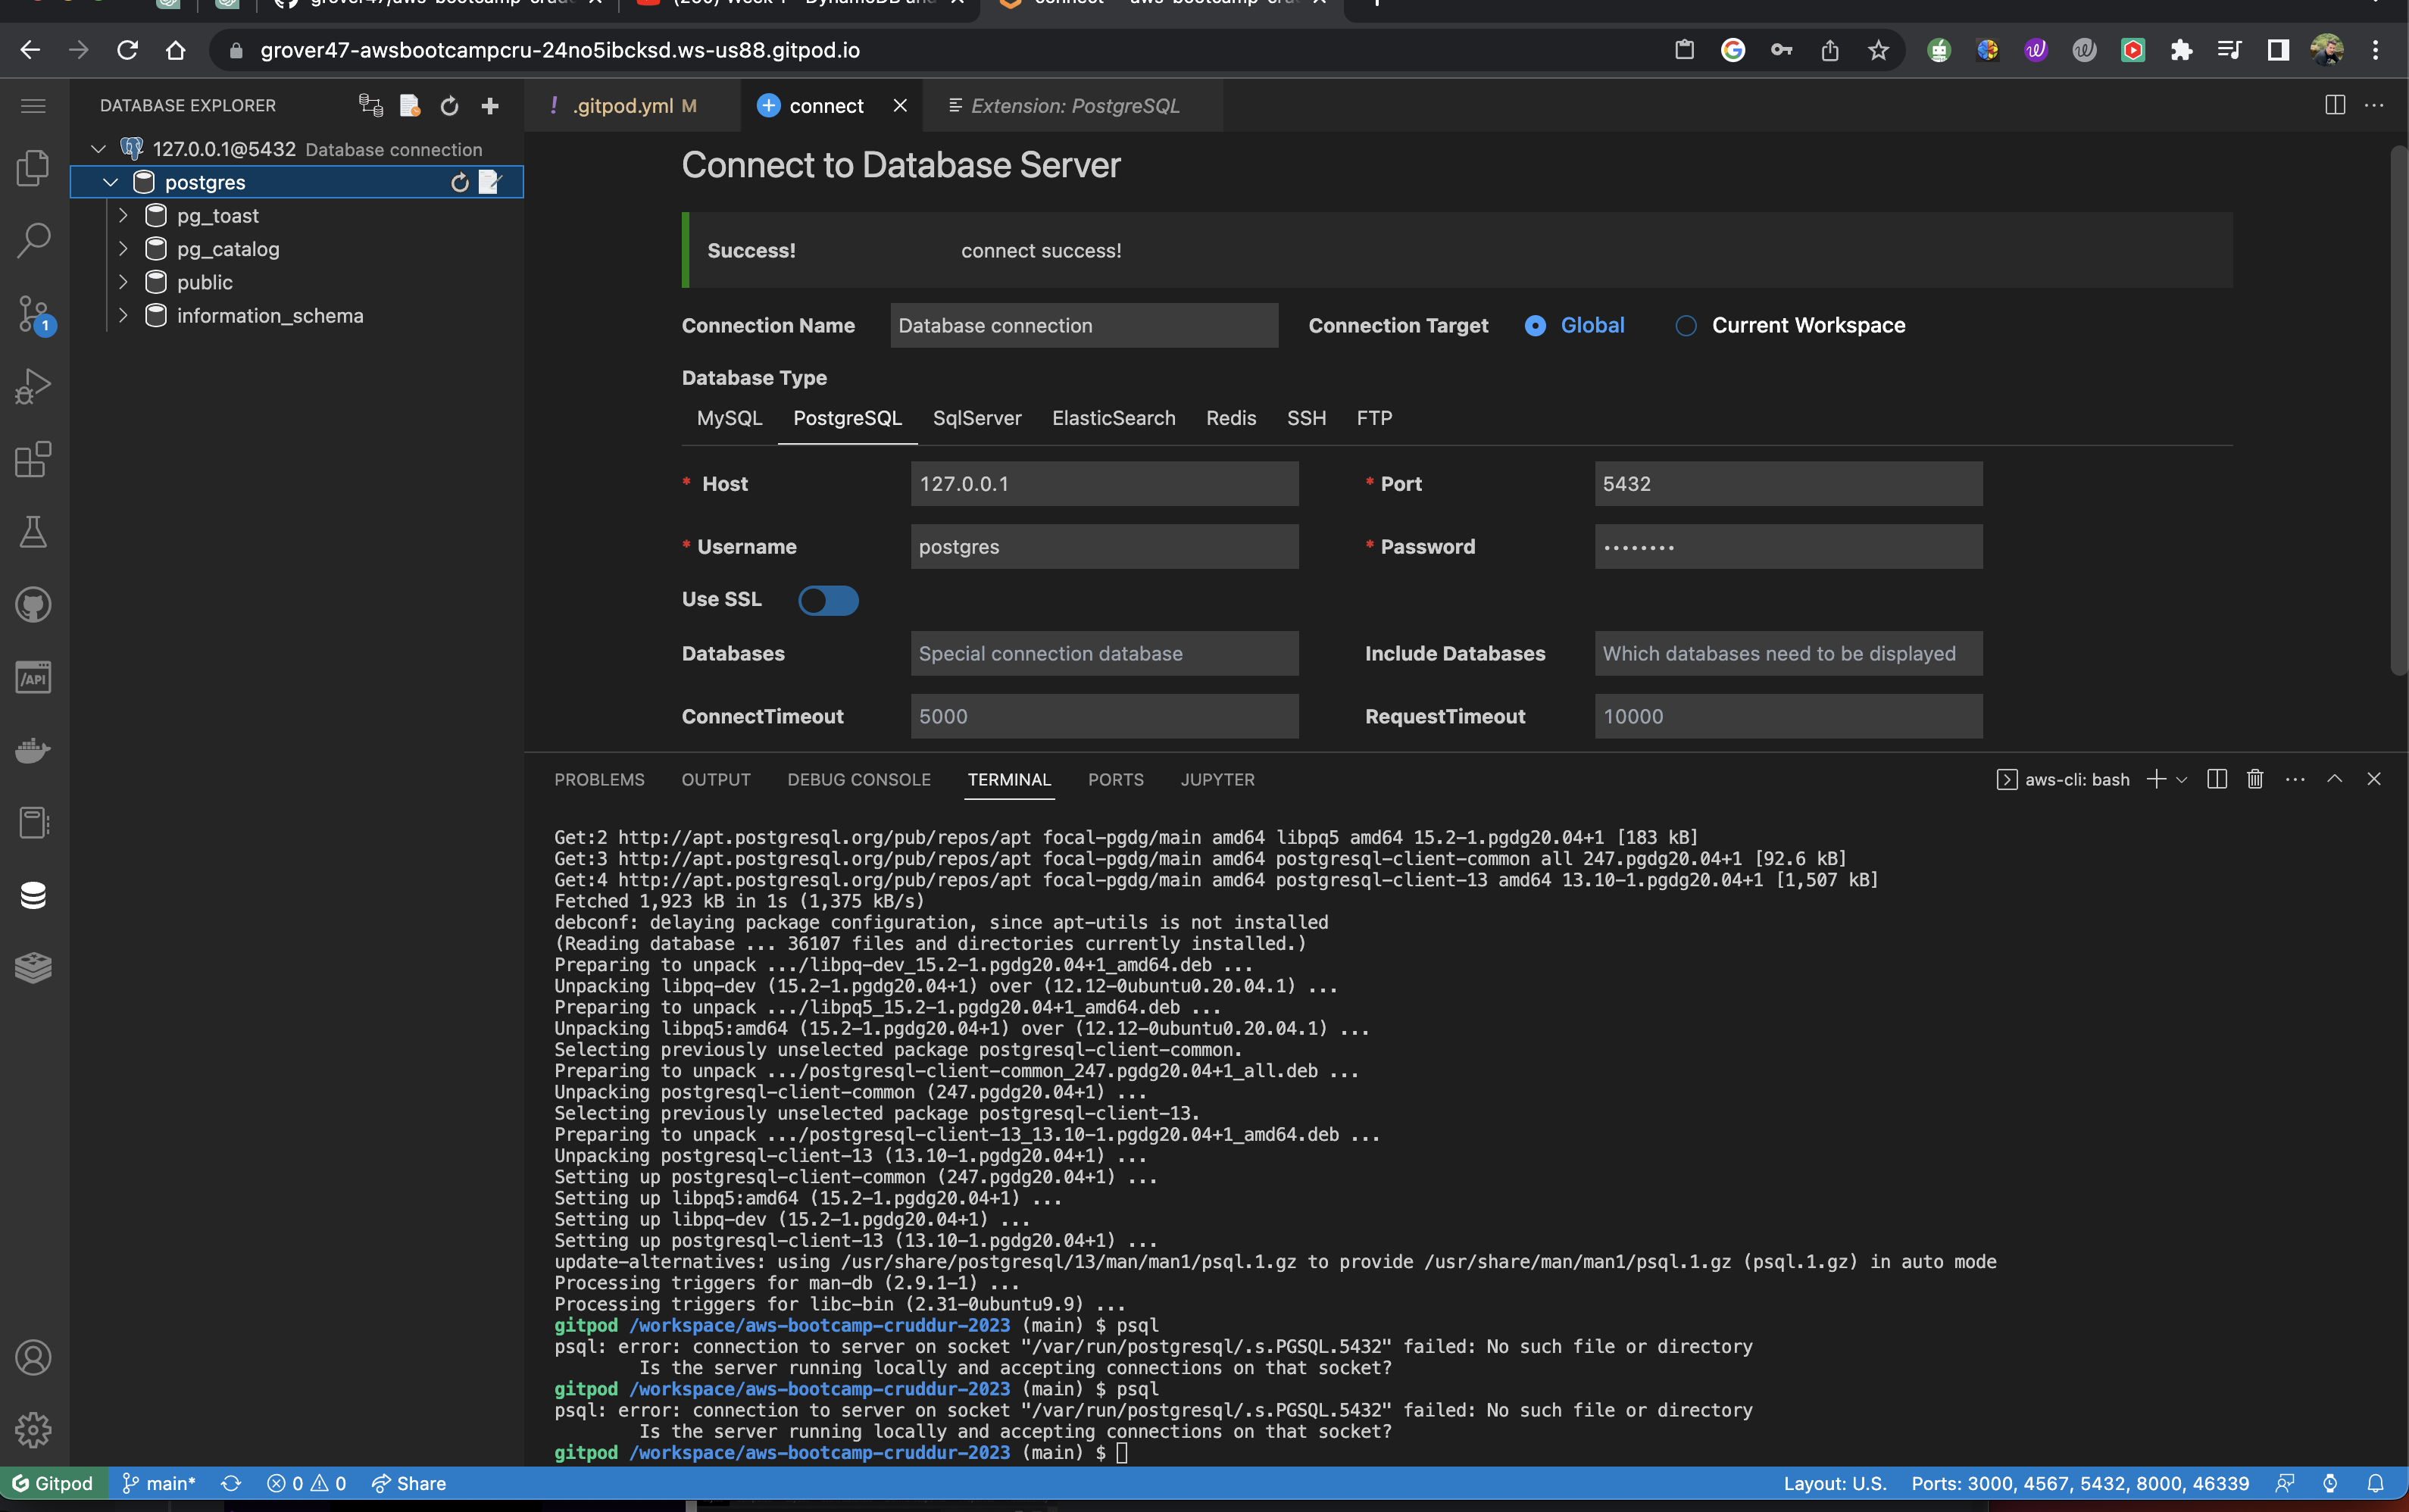 grover47/aws-bootcamp-crudd
(200) Week 4 – DynamoDB and
connect — aws-bootcamp-cru
grover47-awsbootcampcru-24no5ibcksd.ws-us88.gitpod.io
DATABASE EXPLORER
! .gitpod.yml M
connect
Extension: PostgreSQL
127.0.0.1@5432 Database connection
postgres
pg_toast
pg_catalog
public
information_schema
Connect to Database Server
Success! connect success!
Connection Name Database connection Connection Target Global Current Workspace
Database Type
MySQL PostgreSQL SqlServer ElasticSearch Redis SSH FTP
* Host 127.0.0.1 * Port 5432
* Username postgres * Password ••••••••
Use SSL
Databases Special connection database Include Databases Which databases need to be displayed
ConnectTimeout 5000 RequestTimeout 10000
1
/API
PROBLEMS OUTPUT DEBUG CONSOLE TERMINAL PORTS JUPYTER aws-cli: bash
Get:2 http://apt.postgresql.org/pub/repos/apt focal-pgdg/main amd64 libpq5 amd64 15.2-1.pgdg20.04+1 [183 kB]
Get:3 http://apt.postgresql.org/pub/repos/apt focal-pgdg/main amd64 postgresql-client-common all 247.pgdg20.04+1 [92.6 kB]
Get:4 http://apt.postgresql.org/pub/repos/apt focal-pgdg/main amd64 postgresql-client-13 amd64 13.10-1.pgdg20.04+1 [1,507 kB]
Fetched 1,923 kB in 1s (1,375 kB/s)
debconf: delaying package configuration, since apt-utils is not installed
(Reading database ... 36107 files and directories currently installed.)
Preparing to unpack .../libpq-dev_15.2-1.pgdg20.04+1_amd64.deb ...
Unpacking libpq-dev (15.2-1.pgdg20.04+1) over (12.12-0ubuntu0.20.04.1) ...
Preparing to unpack .../libpq5_15.2-1.pgdg20.04+1_amd64.deb ...
Unpacking libpq5:amd64 (15.2-1.pgdg20.04+1) over (12.12-0ubuntu0.20.04.1) ...
Selecting previously unselected package postgresql-client-common.
Preparing to unpack .../postgresql-client-common_247.pgdg20.04+1_all.deb ...
Unpacking postgresql-client-common (247.pgdg20.04+1) ...
Selecting previously unselected package postgresql-client-13.
Preparing to unpack .../postgresql-client-13_13.10-1.pgdg20.04+1_amd64.deb ...
Unpacking postgresql-client-13 (13.10-1.pgdg20.04+1) ...
Setting up postgresql-client-common (247.pgdg20.04+1) ...
Setting up libpq5:amd64 (15.2-1.pgdg20.04+1) ...
Setting up libpq-dev (15.2-1.pgdg20.04+1) ...
Setting up postgresql-client-13 (13.10-1.pgdg20.04+1) ...
update-alternatives: using /usr/share/postgresql/13/man/man1/psql.1.gz to provide /usr/share/man/man1/psql.1.gz (psql.1.gz) in auto mode
Processing triggers for man-db (2.9.1-1) ...
Processing triggers for libc-bin (2.31-0ubuntu9.9) ...
gitpod /workspace/aws-bootcamp-cruddur-2023 (main) $ psql
psql: error: connection to server on socket "/var/run/postgresql/.s.PGSQL.5432" failed: No such file or directory
Is the server running locally and accepting connections on that socket?
gitpod /workspace/aws-bootcamp-cruddur-2023 (main) $ psql
psql: error: connection to server on socket "/var/run/postgresql/.s.PGSQL.5432" failed: No such file or directory
Is the server running locally and accepting connections on that socket?
gitpod /workspace/aws-bootcamp-cruddur-2023 (main) $
Gitpod main* 0 0 Share Layout: U.S. Ports: 3000, 4567, 5432, 8000, 46339